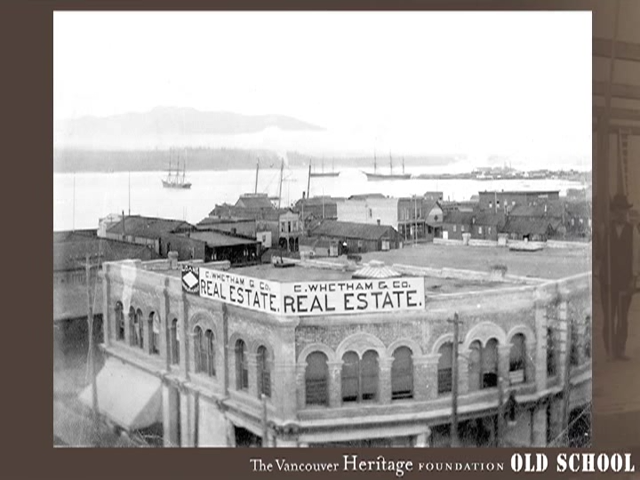 C. WHETHAM & CO.
REAL ESTATE.
C. WHETHAM & CO.
REAL ESTATE.
The Vancouver Heritage FOUNDATION OLD SCHOOL